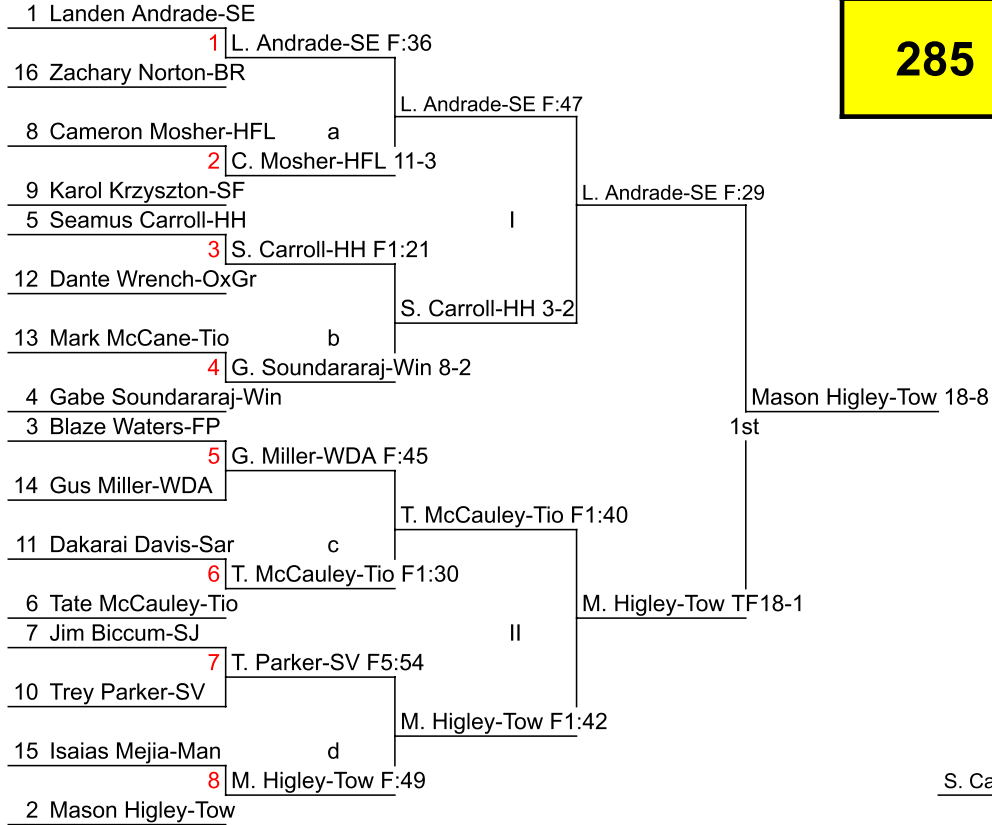 1 Landen Andrade-SE
1 L. Andrade-SE F:36
16 Zachary Norton-BR
285
L. Andrade-SE F:47
8 Cameron Mosher-HFL a
2 C. Mosher-HFL 11-3
9 Karol Krzyszton-SF
L. Andrade-SE F:29
5 Seamus Carroll-HH I
3 S. Carroll-HH F1:21
12 Dante Wrench-OxGr
S. Carroll-HH 3-2
13 Mark McCane-Tio b
4 G. Soundararaj-Win 8-2
4 Gabe Soundararaj-Win
Mason Higley-Tow 18-8
3 Blaze Waters-FP
1st
5 G. Miller-WDA F:45
14 Gus Miller-WDA
T. McCauley-Tio F1:40
11 Dakarai Davis-Sar c
6 T. McCauley-Tio F1:30
6 Tate McCauley-Tio
M. Higley-Tow TF18-1
7 Jim Biccum-SJ II
7 T. Parker-SV F5:54
10 Trey Parker-SV
M. Higley-Tow F1:42
15 Isaias Mejia-Man d
8 M. Higley-Tow F:49
S. Ca
2 Mason Higley-Tow